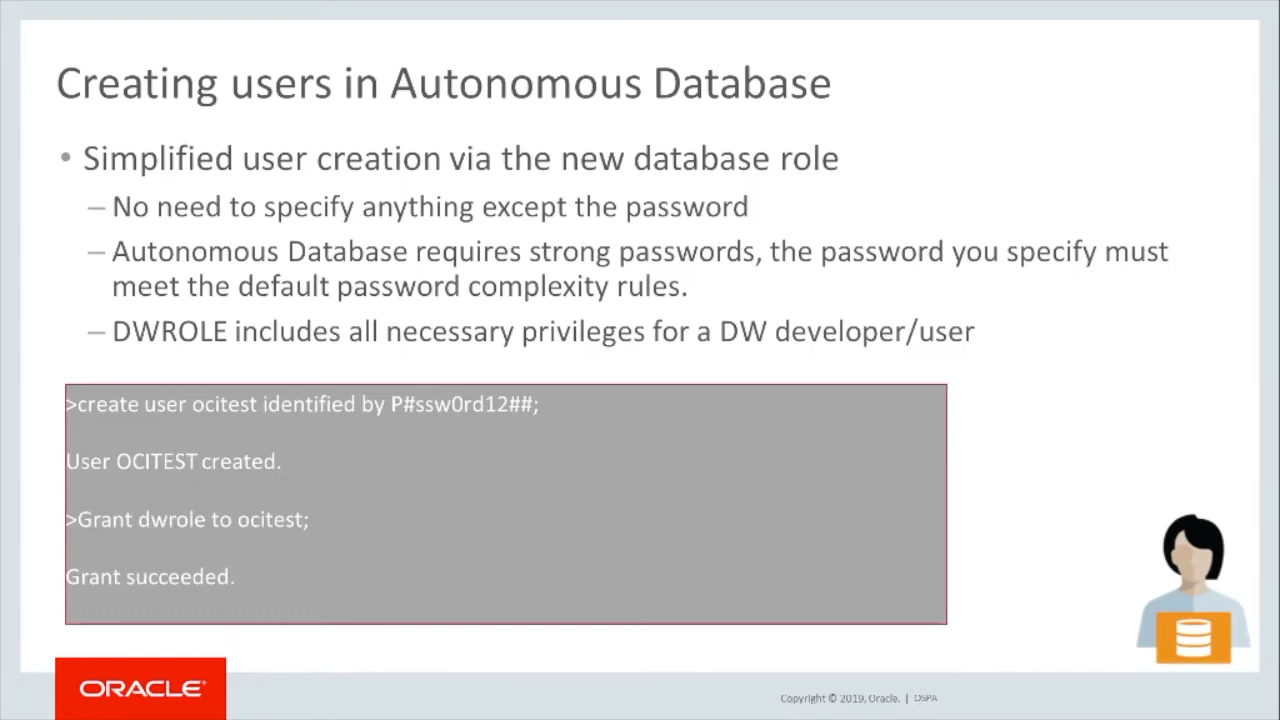 Creating users in Autonomous Database
• Simplified user creation via the new database role
– No need to specify anything except the password
– Autonomous Database requires strong passwords, the password you specify must
meet the default password complexity rules.
– DWROLE includes all necessary privileges for a DW developer/user
>create user ocitest identified by P#ssw0rd12##;
User OCITEST created.
>Grant dwrole to ocitest;
Grant succeeded.
ORACLE®
Copyright © 2019, Oracle. | OSPA